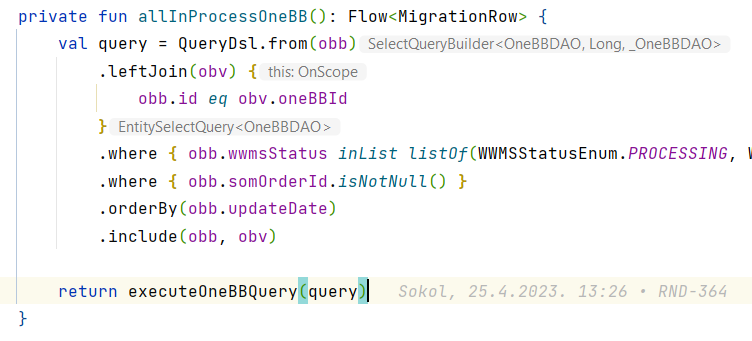 private fun allInProcessOneBB(): Flow<MigrationRow> {
val query = QueryDsl.from(obb) SelectQueryBuilder<OneBBDAO, Long, _OneBBDAO>
.leftJoin(obv) { this: OnScope
obb.id eq obv.oneBBId
} EntitySelectQuery<OneBBDAO>
.where { obb.wwmsStatus inList listOf(WWMSStatusEnum.PROCESSING,
.where { obb.somOrderId.isNotNull() }
.orderBy(obb.updateDate)
.include(obb, obv)
return executeOneBBQuery(query) Sokol, 25.4.2023. 13:26 • RND-364
}